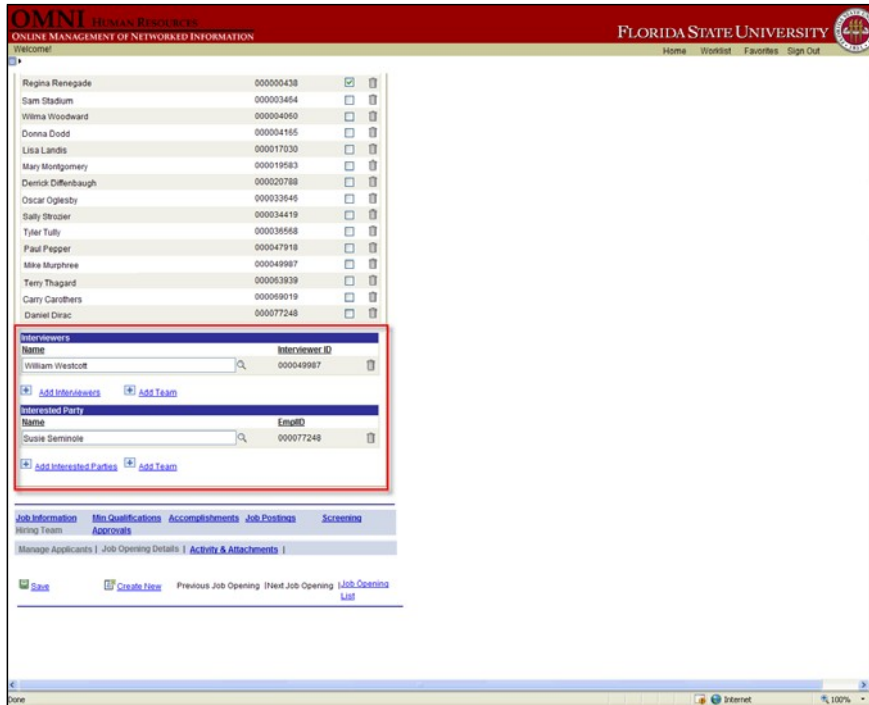 OMNI HUMAN RESOURCES
ONLINE MANAGEMENT OF NETWORKED INFORMATION
FLORIDA STATE UNIVERSITY
Welcome!
Home Worklist Favorites Sign Out
Regina Renegade 000000438
Sam Stadium 000003464
Wilma Woodward 000004060
Donna Dodd 000004165
Lisa Landis 000017030
Mary Montgomery 000019583
Derrick Diffenbaugh 000020788
Oscar Oglesby 000033646
Sally Strozier 000034419
Tyler Tully 000036568
Paul Pepper 000047918
Mike Murphree 000049987
Terry Thagard 000063939
Carry Carothers 000069019
Daniel Dirac 000077248
Interviewers
Name Interviewer ID
William Westcott 000049987
Add Interviewers Add Team
Interested Party
Name EmplID
Susie Seminole 000077248
Add Interested Parties Add Team
Job Information Min Qualifications Accomplishments Job Postings Screening
Hiring Team Approvals
Manage Applicants | Job Opening Details | Activity & Attachments |
Save Create New Previous Job Opening |Next Job Opening |Job Opening
List
Done Internet 100%